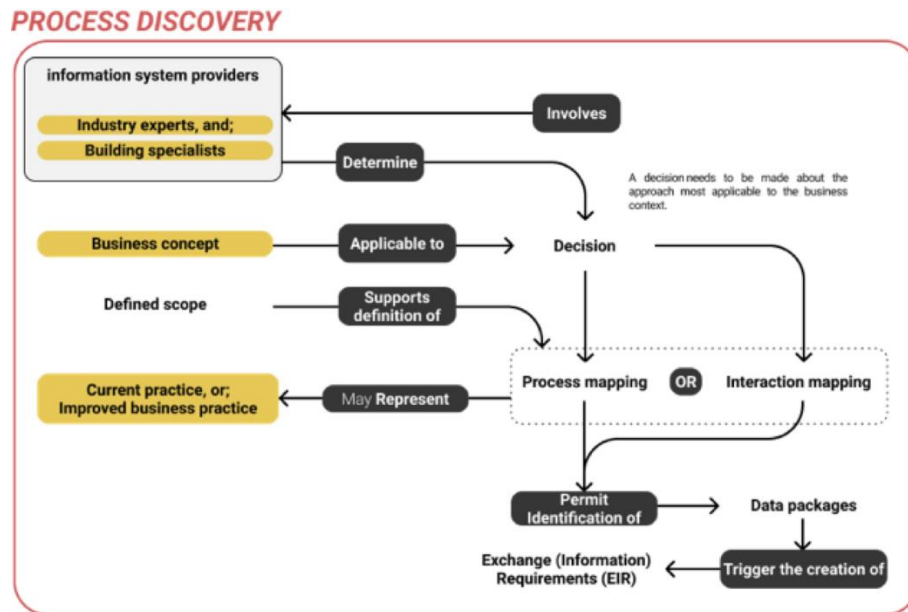 PROCESS DISCOVERY
information system providers
Industry experts, and;
Building specialists
Involves
Determine
A decision needs to be made about the
approach most applicable to the business
context.
Business concept
Applicable to
Decision
Defined scope
Supports
definition of
Process mapping
OR
Interaction mapping
Current practice, or;
Improved business practice
May Represent
Permit
Identification of
Data packages
Exchange (Information)
Requirements (EIR)
Trigger the creation of